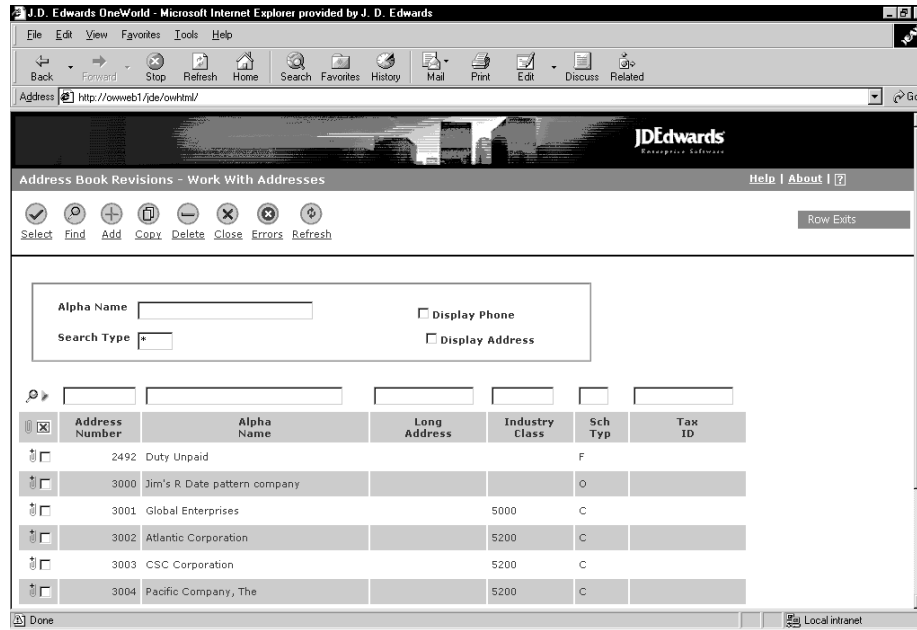 J.D. Edwards OneWorld - Microsoft Internet Explorer provided by J. D. Edwards
File Edit View Favorites Tools Help
Back Forward Stop Refresh Home Search Favorites History Mail Print Edit Discuss Related
Address http://owweb1/jde/owhtml/ Go
JDEdwards
Enterprise Software
Address Book Revisions - Work With Addresses Help | About | ?
Select Find Add Copy Delete Close Errors Refresh Row Exits
Alpha Name Display Phone
Search Type * Display Address
Address Number Alpha Name Long Address Industry Class Sch Typ Tax ID
2492 Duty Unpaid F
3000 Jim's R Date pattern company O
3001 Global Enterprises 5000 C
3002 Atlantic Corporation 5200 C
3003 CSC Corporation 5200 C
3004 Pacific Company, The 5200 C
Done Local intranet